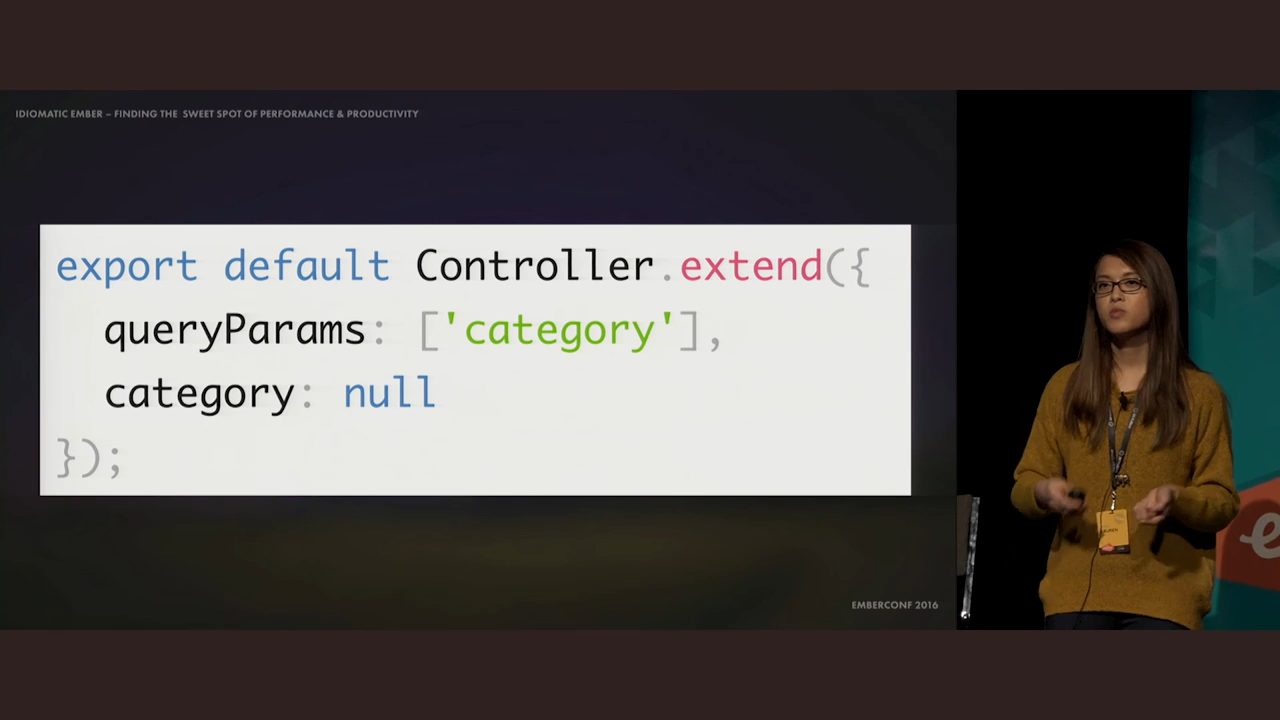 IDIOMATIC EMBER – FINDING THE SWEET SPOT OF PERFORMANCE & PRODUCTIVITY
export default Controller.extend({
  queryParams: ['category'],
  category: null
});
EMBERCONF 2016